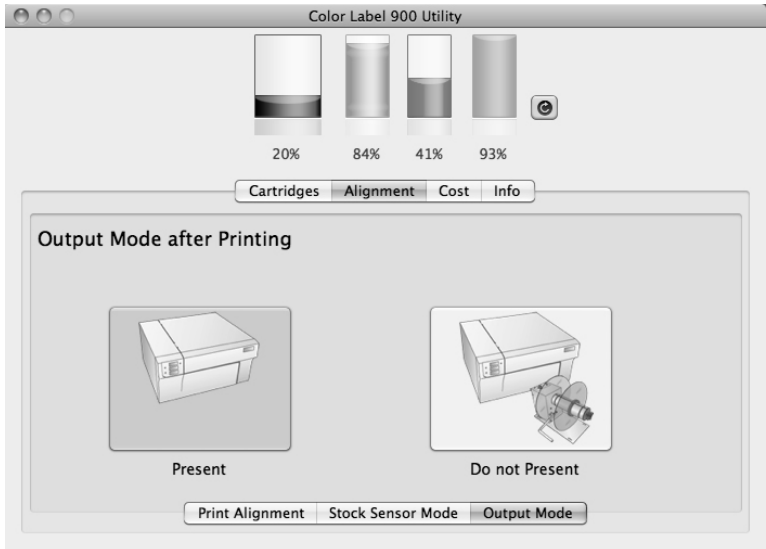 Color Label 900 Utility
20% 84% 41% 93%
Cartridges Alignment Cost Info
Output Mode after Printing
Present Do not Present
Print Alignment Stock Sensor Mode Output Mode